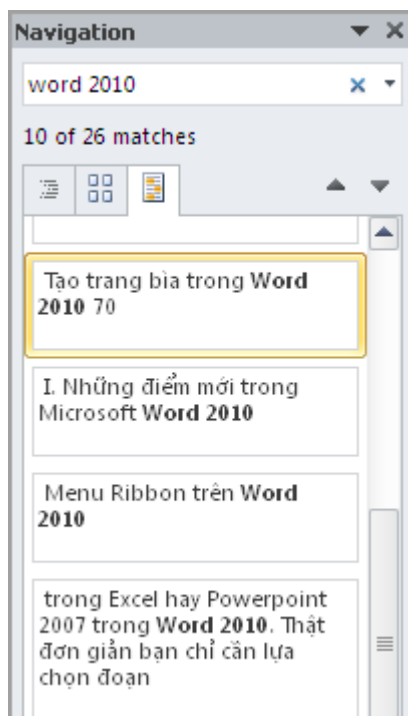 Navigation
word 2010
10 of 26 matches
Tạo trang bìa trong Word
2010 70
I. Những điểm mới trong
Microsoft Word 2010
Menu Ribbon trên Word
2010
trong Excel hay Powerpoint
2007 trong Word 2010. Thật
đơn giản bạn chỉ cần lựa
chọn đoạn